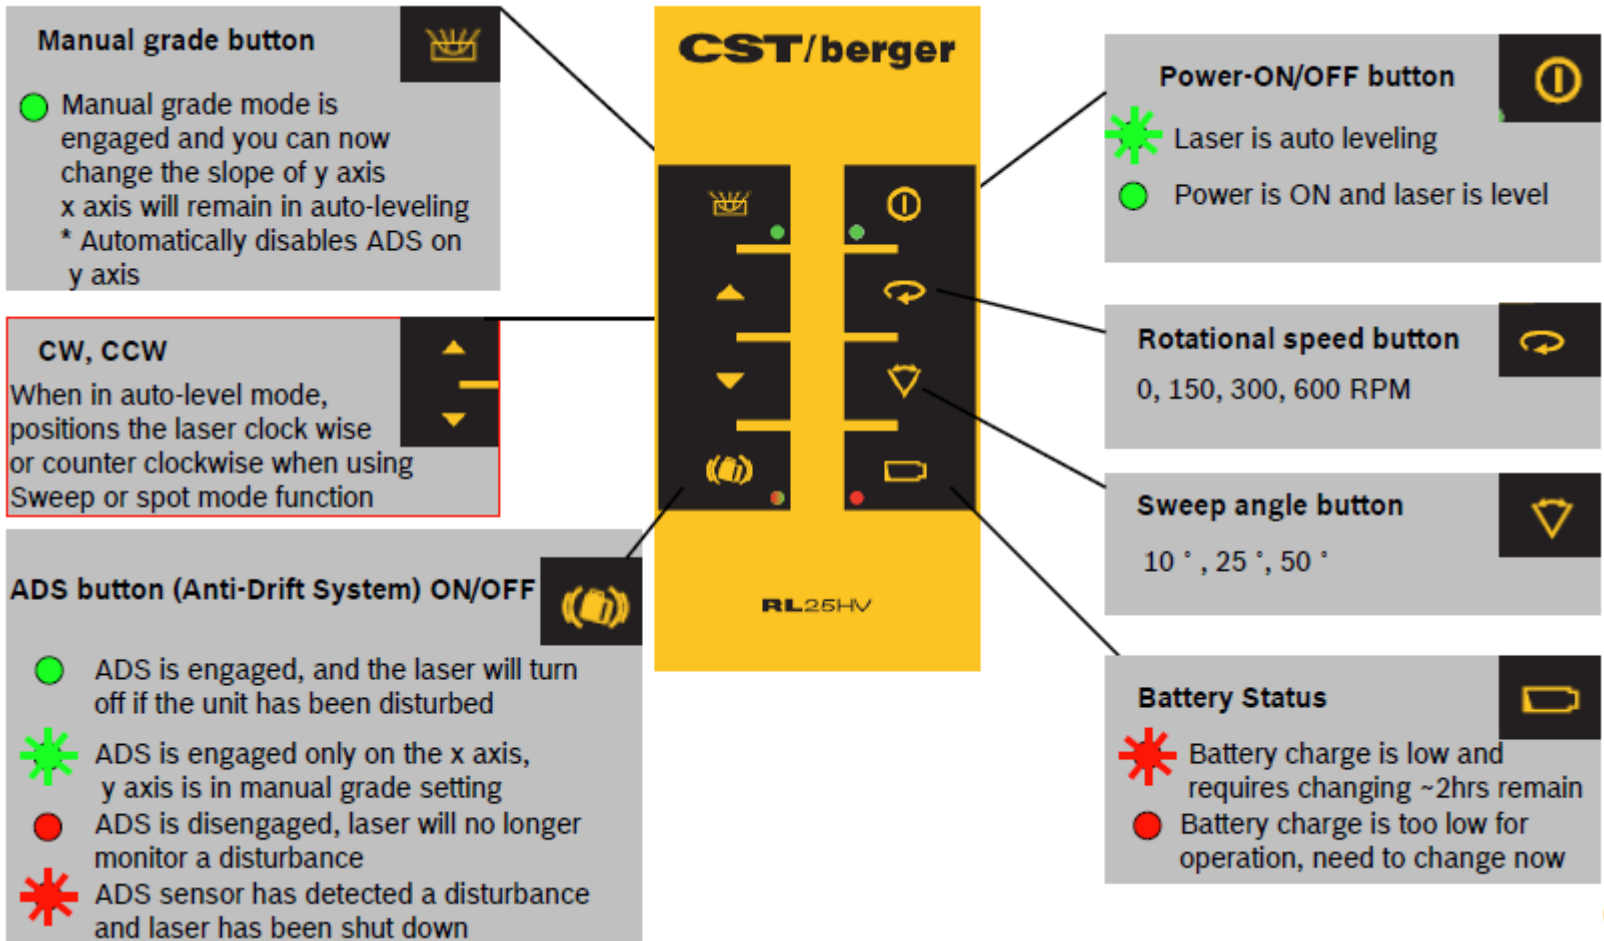 Manual grade button
Manual grade mode is
engaged and you can now
change the slope of y axis
x axis will remain in auto-leveling
* Automatically disables ADS on
y axis
CW, CCW
When in auto-level mode,
positions the laser clock wise
or counter clockwise when using
Sweep or spot mode function
ADS button (Anti-Drift System) ON/OFF
ADS is engaged, and the laser will turn
off if the unit has been disturbed
ADS is engaged only on the x axis,
y axis is in manual grade setting
ADS is disengaged, laser will no longer
monitor a disturbance
ADS sensor has detected a disturbance
and laser has been shut down
CST/berger
RL25HV
Power-ON/OFF button
Laser is auto leveling
Power is ON and laser is level
Rotational speed button
0, 150, 300, 600 RPM
Sweep angle button
10 ° , 25 °, 50 °
Battery Status
Battery charge is low and
requires changing ~2hrs remain
Battery charge is too low for
operation, need to change now